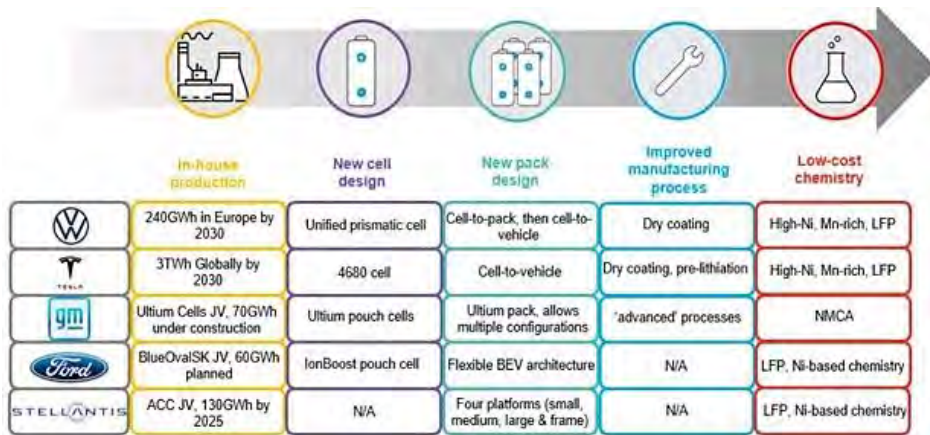 In-house
production
New cell
design
New pack
design
Improved
manufacturing
process
Low-cost
chemistry
240GWh in Europe by
2030
Unified prismatic cell
Cell-to-pack, then cell-to-
vehicle
Dry coating
High-Ni, Mn-rich, LFP
TESLA
3TWh Globally by
2030
4680 cell
Cell-to-vehicle
Dry coating, pre-lithiation
High-Ni, Mn-rich, LFP
gm
Ultium Cells JV, 70GWh
under construction
Ultium pouch cells
Ultium pack, allows
multiple configurations
'advanced' processes
NMCA
Ford
BlueOvalSK JV, 60GWh
planned
IonBoost pouch cell
Flexible BEV architecture
N/A
LFP, Ni-based chemistry
STELLANTIS
ACC JV, 130GWh by
2025
N/A
Four platforms (small,
medium, large & frame)
N/A
LFP, Ni-based chemistry